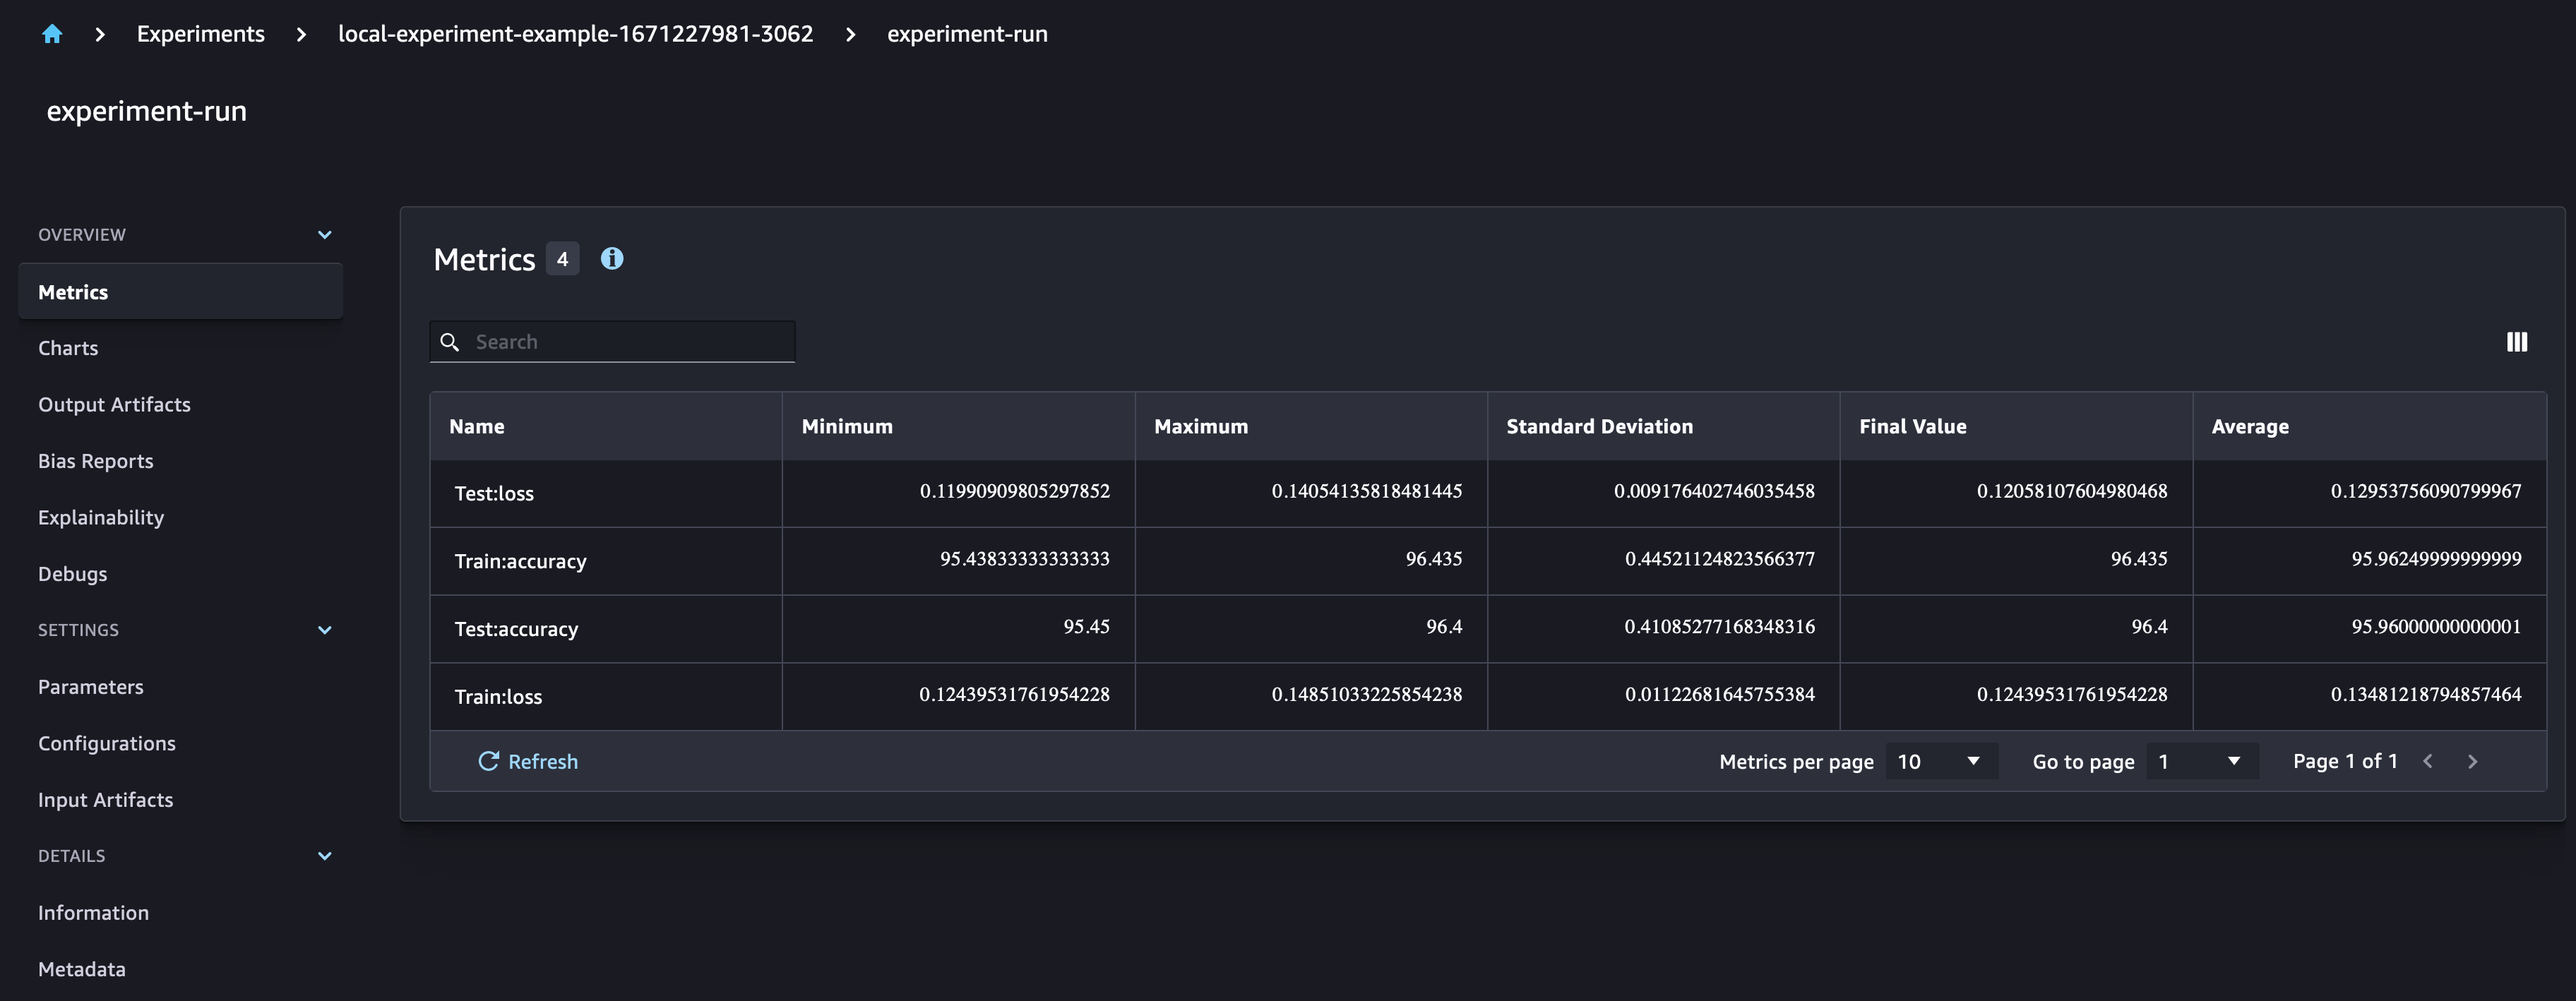 Experiments local-experiment-example-1671227981-3062 experiment-run
experiment-run
OVERVIEW
Metrics
Charts
Output Artifacts
Bias Reports
Explainability
Debugs
SETTINGS
Parameters
Configurations
Input Artifacts
DETAILS
Information
Metadata
Metrics 4
Search
Name Minimum Maximum Standard Deviation Final Value Average
Test:loss 0.11990909805297852 0.14054135818481445 0.009176402746035458 0.12058107604980468 0.12953756090799967
Train:accuracy 95.43833333333333 96.435 0.44521124823566377 96.435 95.96249999999999
Test:accuracy 95.45 96.4 0.41085277168348316 96.4 95.96000000000001
Train:loss 0.12439531761954228 0.14851033225854238 0.01122681645755384 0.12439531761954228 0.13481218794857464
Refresh Metrics per page 10 Go to page 1 Page 1 of 1